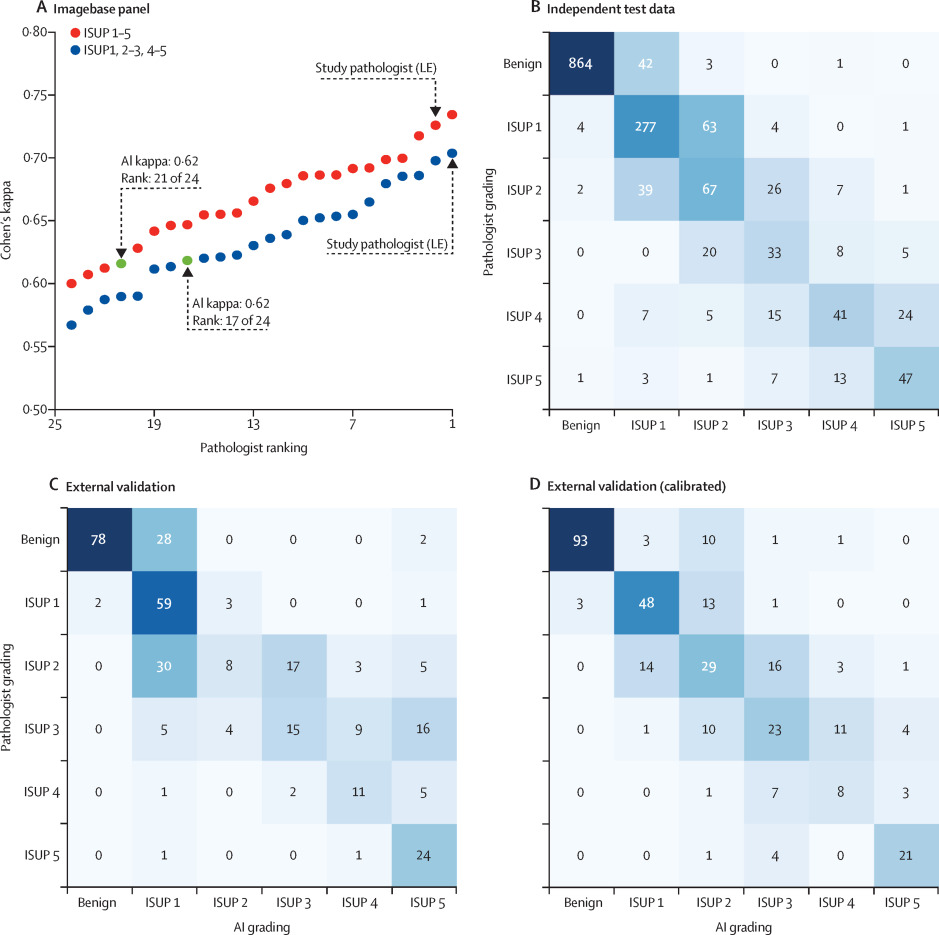 A Imagebase panel
ISUP 1–5
ISUP1, 2–3, 4–5
Study pathologist (LE)
AI kappa: 0·62
Rank: 21 of 24
Study pathologist (LE)
AI kappa: 0·62
Rank: 17 of 24
0·80
0·75
0·70
0·65
0·60
0·55
0·50
Cohen's kappa
25 19 13 7 1
Pathologist ranking
B Independent test data
Pathologist grading
Benign 864 42 3 0 1 0
ISUP 1 4 277 63 4 0 1
ISUP 2 2 39 67 26 7 1
ISUP 3 0 0 20 33 8 5
ISUP 4 0 7 5 15 41 24
ISUP 5 1 3 1 7 13 47
Benign ISUP 1 ISUP 2 ISUP 3 ISUP 4 ISUP 5
C External validation
Pathologist grading
Benign 78 28 0 0 0 2
ISUP 1 2 59 3 0 0 1
ISUP 2 0 30 8 17 3 5
ISUP 3 0 5 4 15 9 16
ISUP 4 0 1 0 2 11 5
ISUP 5 0 1 0 0 1 24
Benign ISUP 1 ISUP 2 ISUP 3 ISUP 4 ISUP 5
AI grading
D External validation (calibrated)
93 3 10 1 1 0
3 48 13 1 0 0
0 14 29 16 3 1
0 1 10 23 11 4
0 0 1 7 8 3
0 0 1 4 0 21
Benign ISUP 1 ISUP 2 ISUP 3 ISUP 4 ISUP 5
AI grading